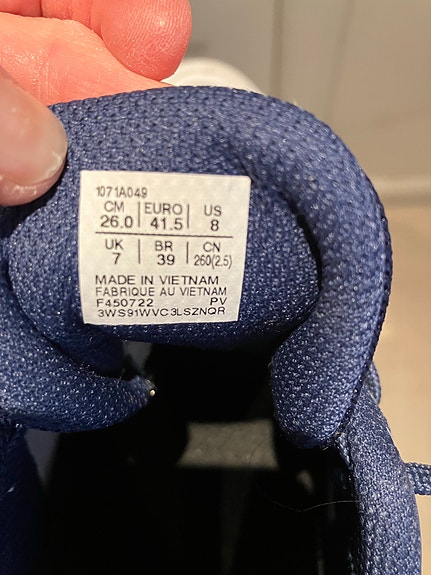 1071A049
CM EURO US
26.0 41.5 8
UK BR CN
7 39 260(2.5)
MADE IN VIETNAM
FABRIQUE AU VIETNAM
F450722 PV
3WS91WVC3LSZNQR